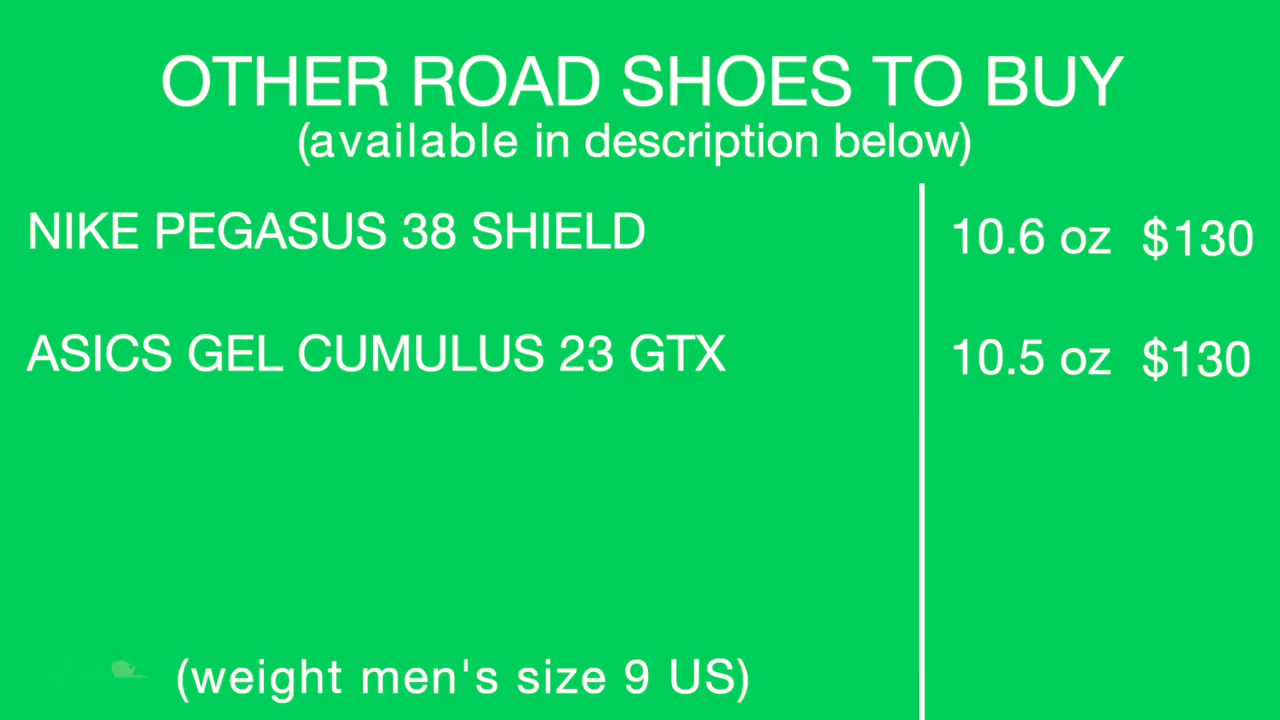 OTHER ROAD SHOES TO BUY
(available in description below)
NIKE PEGASUS 38 SHIELD 10.6 oz $130
ASICS GEL CUMULUS 23 GTX 10.5 oz $130
(weight men's size 9 US)